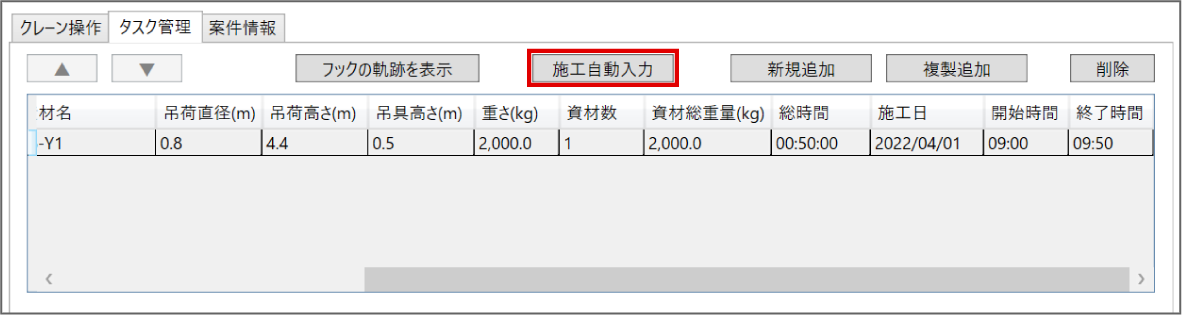 クレーン操作 タスク管理 案件情報
▲ ▼ フックの軌跡を表示 施工自動入力 新規追加 複製追加 削除
材名 吊荷直径(m) 吊荷高さ(m) 吊具高さ(m) 重さ(kg) 資材数 資材総重量(kg) 総時間 施工日 開始時間 終了時間
-Y1 0.8 4.4 0.5 2,000.0 1 2,000.0 00:50:00 2022/04/01 09:00 09:50